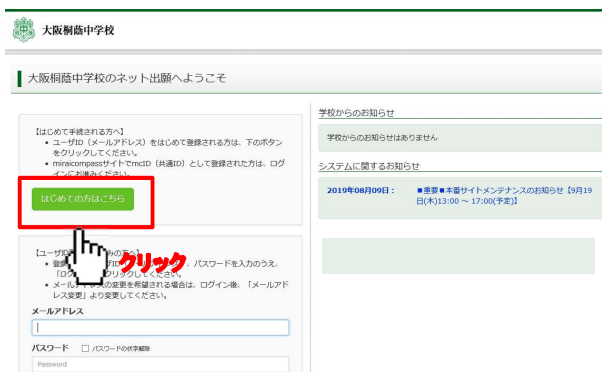 大阪桐蔭中学校
大阪桐蔭中学校のネット出願へようこそ
【はじめて手続される方へ】
• ユーザID（メールアドレス）をはじめて登録される方は、下のボタン
をクリックしてください。
• miraicompassサイトでmcID（共通ID）として登録された方は、ログ
インにお進みください。
はじめての方はこちら
クリック
【ユーザID の方へ】
• 登 、パスワードを入力のうえ、
「ロ クリックしてください。
• メールアドレスの変更を希望される場合は、ログイン後、「メールアド
レス変更」より変更してください。
メールアドレス
パスワード パスワードの伏字解除
Password
学校からのお知らせ
学校からのお知らせはありません
システムに関するお知らせ
2019年08月09日： ■重要■本番サイトメンテナンスのお知らせ【9月19
日(木)13:00 ～ 17:00(予定)】